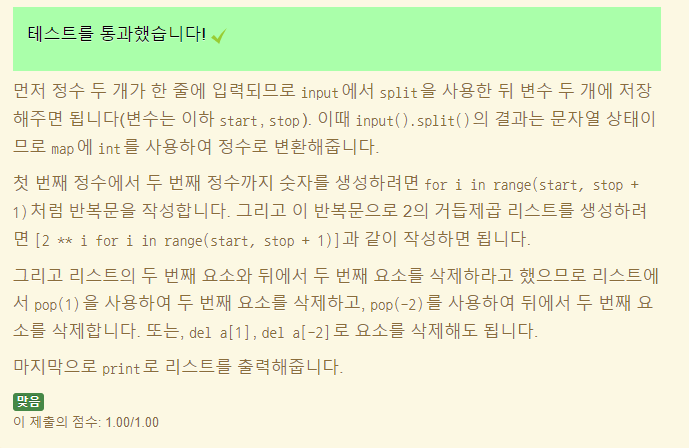 테스트를 통과했습니다!
먼저 정수 두 개가 한 줄에 입력되므로 input에서 split을 사용한 뒤 변수 두 개에 저장
해주면 됩니다(변수는 이하 start, stop). 이때 input().split()의 결과는 문자열 상태이
므로 map에 int를 사용하여 정수로 변환해줍니다.
첫 번째 정수에서 두 번째 정수까지 숫자를 생성하려면 for i in range(start, stop +
1)처럼 반복문을 작성합니다. 그리고 이 반복문으로 2의 거듭제곱 리스트를 생성하려
면 [2 ** i for i in range(start, stop + 1)]과 같이 작성하면 됩니다.
그리고 리스트의 두 번째 요소와 뒤에서 두 번째 요소를 삭제하라고 했으므로 리스트에
서 pop(1)을 사용하여 두 번째 요소를 삭제하고, pop(-2)를 사용하여 뒤에서 두 번째 요
소를 삭제합니다. 또는, del a[1], del a[-2]로 요소를 삭제해도 됩니다.
마지막으로 print로 리스트를 출력해줍니다.
맞음
이 제출의 점수: 1.00/1.00